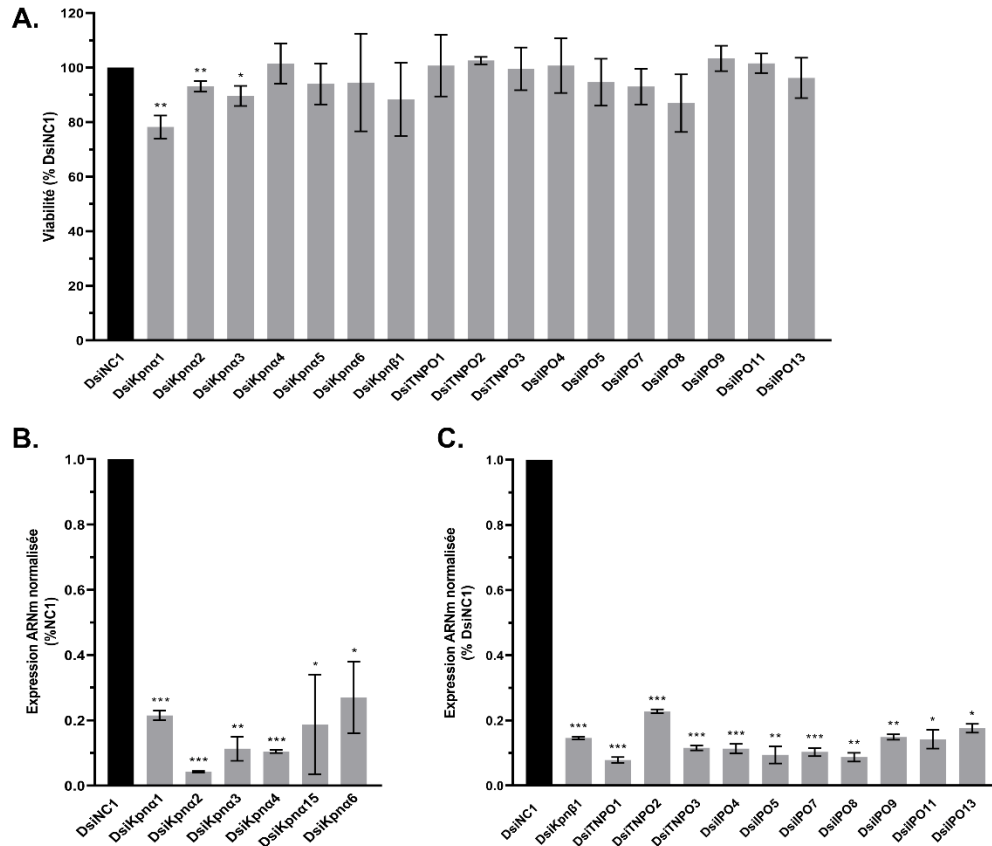 A.
120
100
80
60
40
20
0
Viabilité (% DsiNC1)
** ** *
DsiNC1 DsiKpnα1 DsiKpnα2 DsiKpnα3 DsiKpnα4 DsiKpnα5 DsiKpnα6 DsiKpnβ1 DsiTNPO1 DsiTNPO2 DsiTNPO3 DsiIPO4 DsiIPO5 DsiIPO7 DsiIPO8 DsiIPO9 DsiIPO11 DsiIPO13
B.
1.0
0.8
0.6
0.4
0.2
0.0
Expression ARNm normalisée
(%NC1)
*** *** ** *** * *
DsiNC1 DsiKpnα1 DsiKpnα2 DsiKpnα3 DsiKpnα4 DsiKpnα15 DsiKpnα6
C.
1.0
0.8
0.6
0.4
0.2
0.0
Expression ARNm normalisée
(% DsiNC1)
*** *** *** *** *** ** *** ** ** * *
DsiNC1 DsiKpnβ1 DsiTNPO1 DsiTNPO2 DsiTNPO3 DsiIPO4 DsiIPO5 DsiIPO7 DsiIPO8 DsiIPO9 DsiIPO11 DsiIPO13